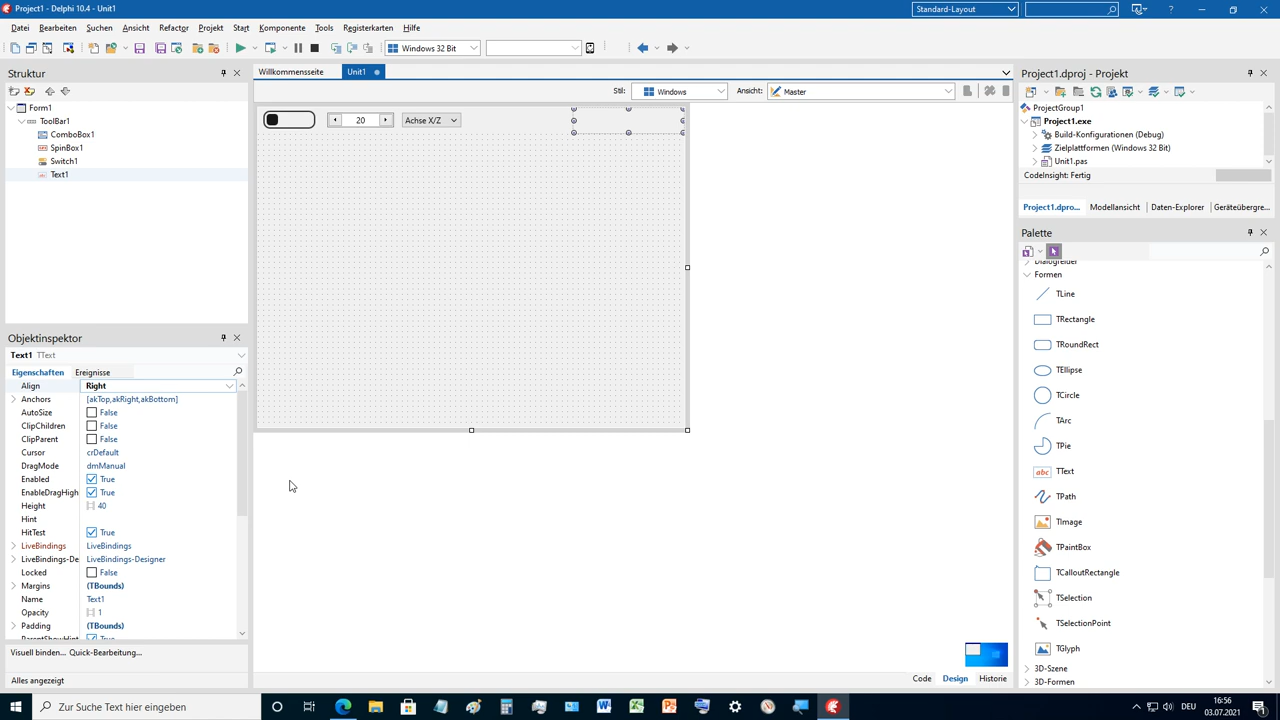 Project1 - Delphi 10.4 - Unit1
Standard-Layout
Datei Bearbeiten Suchen Ansicht Refactor Projekt Start Komponente Tools Registerkarten Hilfe
Windows 32 Bit
Struktur
Form1
ToolBar1
ComboBox1
SpinBox1
Switch1
Text1
Willkommensseite Unit1
Stil: Windows Ansicht: Master
20 Achse X/Z
Project1.dproj - Projekt
ProjectGroup1
Project1.exe
Build-Konfigurationen (Debug)
Zielplattformen (Windows 32 Bit)
Unit1.pas
CodeInsight: Fertig
Project1.dpro... Modellansicht Daten-Explorer Geräteübergre...
Palette
Dialogfelder
Formen
TLine
TRectangle
TRoundRect
TEllipse
TCircle
TArc
TPie
TText
TPath
TImage
TPaintBox
TCalloutRectangle
TSelection
TSelectionPoint
TGlyph
3D-Szene
3D-Formen
Objektinspektor
Text1 TText
Eigenschaften Ereignisse
Align Right
Anchors [akTop,akRight,akBottom]
AutoSize False
ClipChildren False
ClipParent False
Cursor crDefault
DragMode dmManual
Enabled True
EnableDragHigh True
Height 40
Hint
HitTest True
LiveBindings LiveBindings
LiveBindings-De LiveBindings-Designer
Locked False
Margins (TBounds)
Name Text1
Opacity 1
Padding (TBounds)
ParentShowHint True
Visuell binden... Quick-Bearbeitung...
Alles angezeigt
Code Design Historie
Zur Suche Text hier eingeben
DEU
16:56
03.07.2021